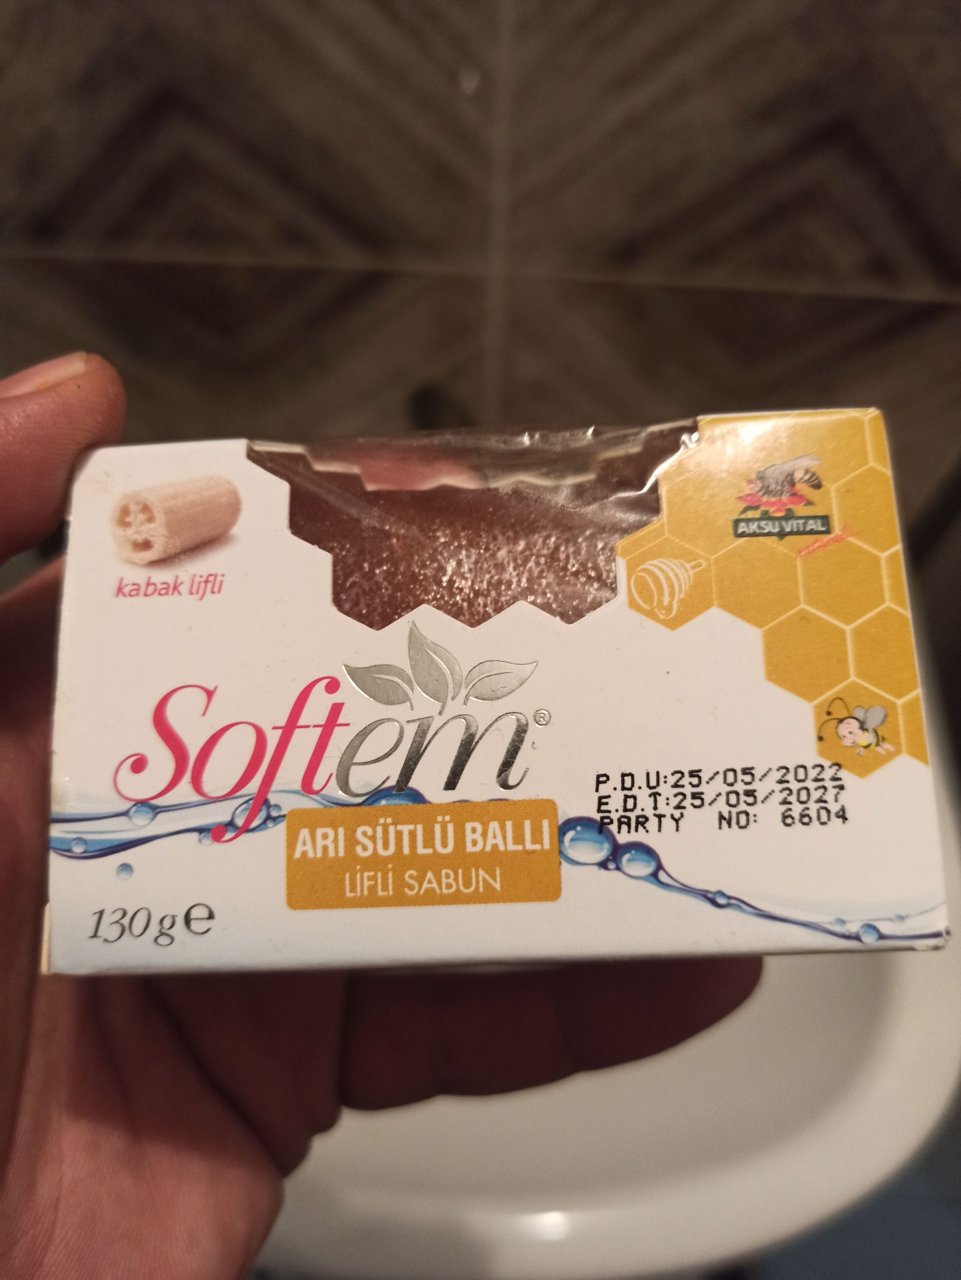 AKSU VITAL
kabak lifli
Softem®
P.D.U:25/05/2022
E.D.T:25/05/2027
PARTY NO: 6604
ARI SÜTLÜ BALLI
LİFLİ SABUN
130 g e